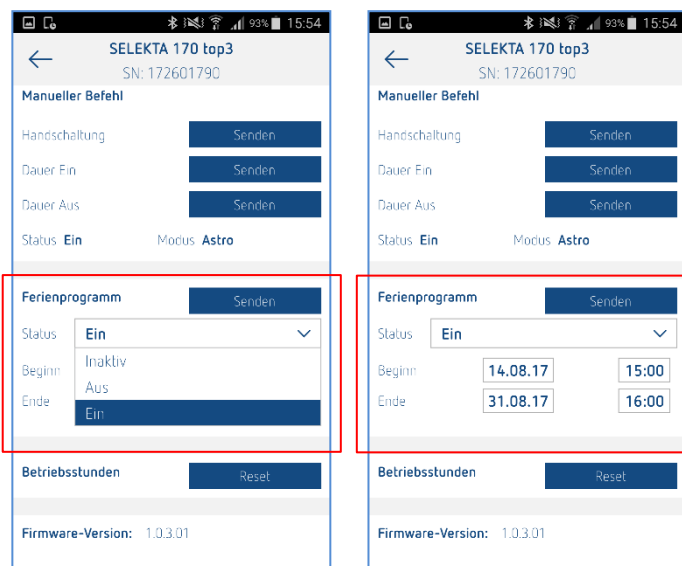 93% 15:54
SELEKTA 170 top3
SN: 172601790
Manueller Befehl
Handschaltung Senden
Dauer Ein Senden
Dauer Aus Senden
Status Ein Modus Astro
Ferienprogramm Senden
Status Ein
Inaktiv
Beginn
Aus
Ende
Ein
Betriebsstunden Reset
Firmware-Version: 1.0.3.01
93% 15:54
SELEKTA 170 top3
SN: 172601790
Manueller Befehl
Handschaltung Senden
Dauer Ein Senden
Dauer Aus Senden
Status Ein Modus Astro
Ferienprogramm Senden
Status Ein
Beginn 14.08.17 15:00
Ende 31.08.17 16:00
Betriebsstunden Reset
Firmware-Version: 1.0.3.01